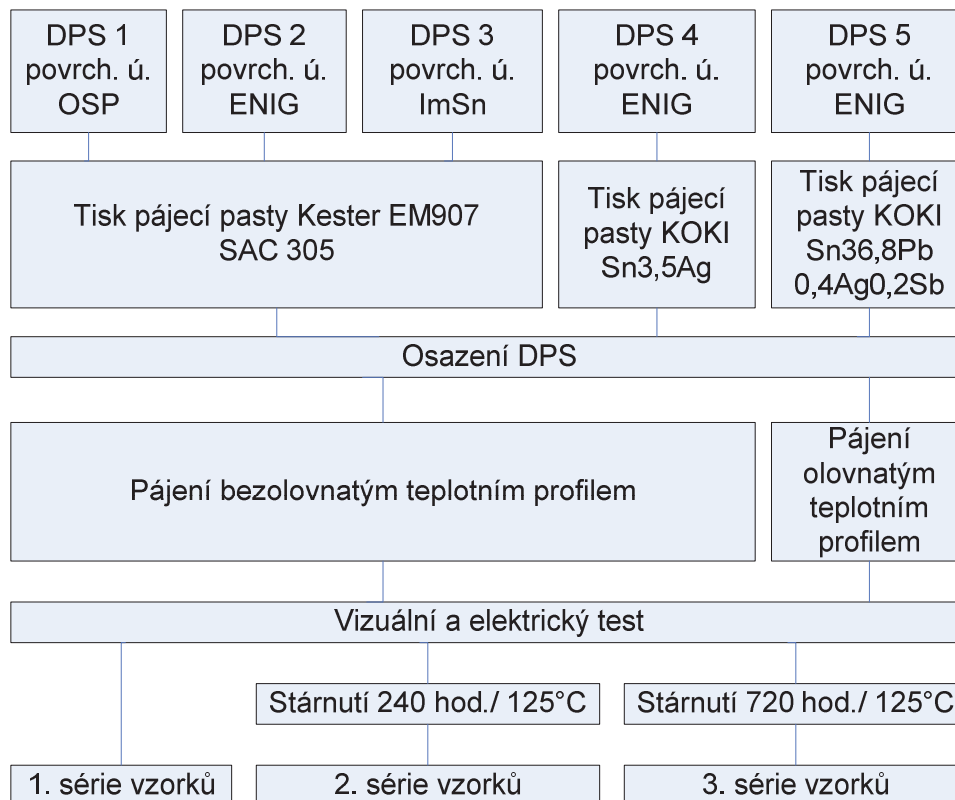 DPS 1
povrch. ú.
OSP
DPS 2
povrch. ú.
ENIG
DPS 3
povrch. ú.
ImSn
DPS 4
povrch. ú.
ENIG
DPS 5
povrch. ú.
ENIG
Tisk pájecí pasty Kester EM907
SAC 305
Tisk pájecí
pasty KOKI
Sn3,5Ag
Tisk pájecí
pasty KOKI
Sn36,8Pb
0,4Ag0,2Sb
Osazení DPS
Pájení bezolovnatým teplotním profilem
Pájení
olovnatým
teplotním
profilem
Vizuální a elektrický test
Stárnutí 240 hod./ 125°C
Stárnutí 720 hod./ 125°C
1. série vzorků
2. série vzorků
3. série vzorků